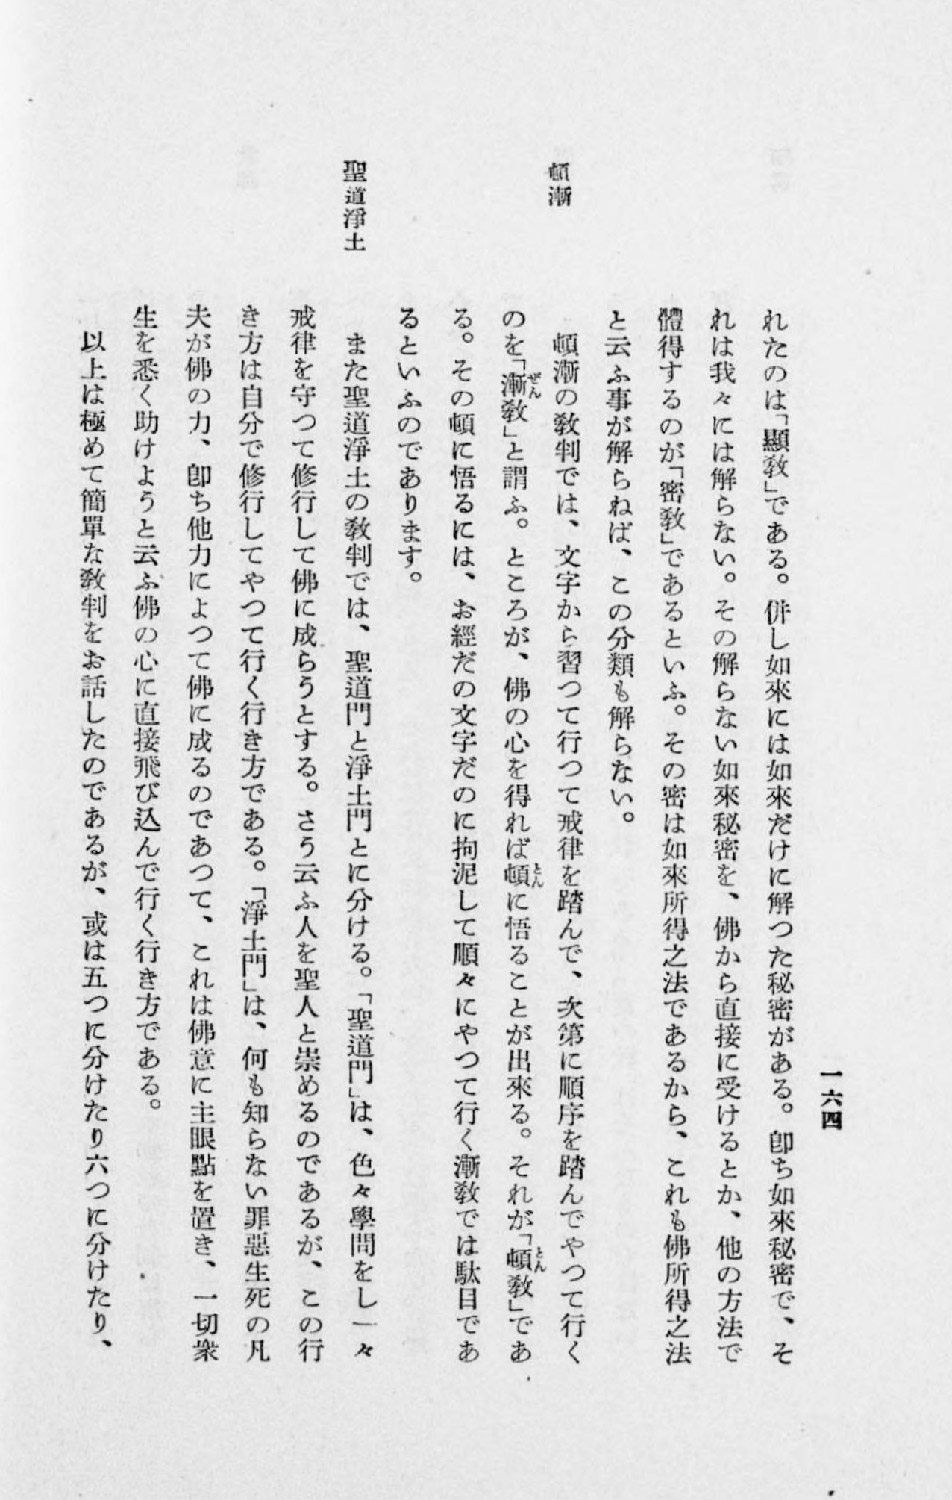 一六四
れたのは「顯敎」である。併し如來には如來だけに解つた秘密がある。卽ち如來秘密で、そ
れは我々には解らない。その解らない如來秘密を、佛から直接に受けるとか、他の方法で
體得するのが「密敎」であるといふ。その密は如來所得之法であるから、これも佛所得之法
と云ふ事が解らねば、この分類も解らない。
頓漸
頓漸の敎判では、文字から習つて行つて戒律を踏んで、次第に順序を踏んでやつて行く
のを「漸敎」と謂ふ。ところが、佛の心を得れば頓に悟ることが出來る。それが「頓敎」であ
る。その頓に悟るには、お經だの文字だのに拘泥して順々にやつて行く漸敎では駄目であ
るといふのであります。
聖道淨土
また聖道淨土の敎判では、聖道門と淨土門とに分ける。「聖道門」は、色々學問をし一々
戒律を守つて修行して佛に成らうとする。さう云ふ人を聖人と崇めるのであるが、この行
き方は自分で修行してやつて行く行き方である。「淨土門」は、何も知らない罪惡生死の凡
夫が佛の力、卽ち他力によつて佛に成るのであつて、これは佛意に主眼點を置き、一切衆
生を悉く助けようと云ふ佛の心に直接飛び込んで行く行き方である。
以上は極めて簡單な敎判をお話したのであるが、或は五つに分けたり六つに分けたり、